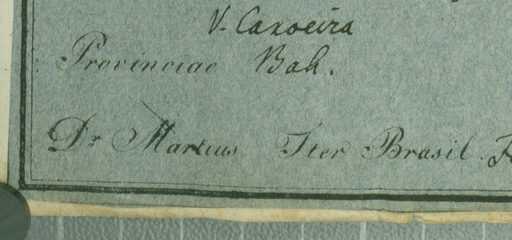 V. Caxoeira
Provinciae Bah.
Dr. Martius Iter Brasil.